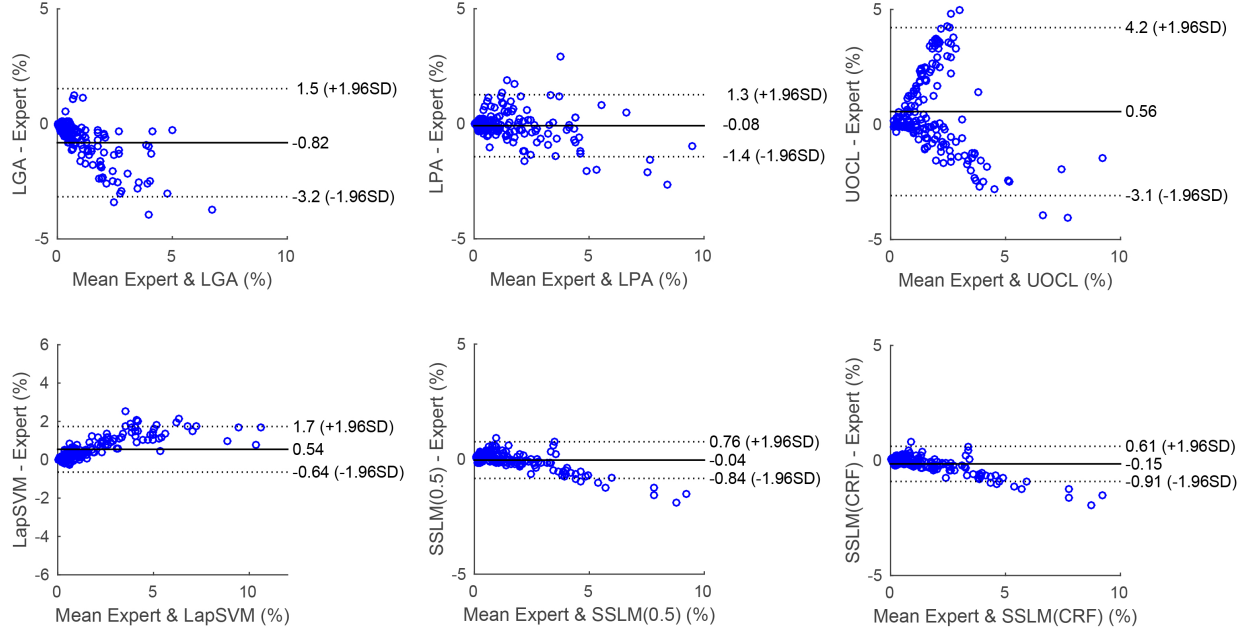 5
0
-5
LGA - Expert (%)
1.5 (+1.96SD)
-0.82
-3.2 (-1.96SD)
0
5
10
Mean Expert & LGA (%)
5
0
-5
LPA - Expert (%)
1.3 (+1.96SD)
-0.08
-1.4 (-1.96SD)
0
5
10
Mean Expert & LPA (%)
5
0
-5
UOCL - Expert (%)
4.2 (+1.96SD)
0.56
-3.1 (-1.96SD)
0
5
10
Mean Expert & UOCL (%)
6
4
2
0
-2
-4
-6
LapSVM - Expert (%)
1.7 (+1.96SD)
0.54
-0.64 (-1.96SD)
0
5
10
Mean Expert & LapSVM (%)
5
0
-5
SSLM(0.5) - Expert (%)
0.76 (+1.96SD)
-0.04
-0.84 (-1.96SD)
0
5
10
Mean Expert & SSLM(0.5) (%)
5
0
-5
SSLM(CRF) - Expert (%)
0.61 (+1.96SD)
-0.15
-0.91 (-1.96SD)
0
5
10
Mean Expert & SSLM(CRF) (%)